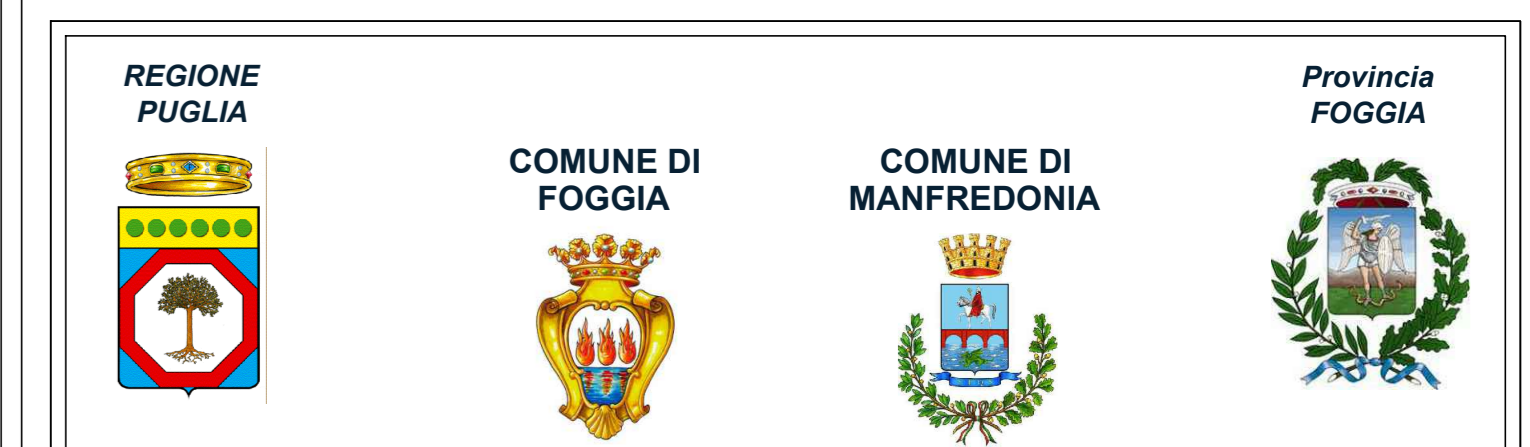 REGIONE
PUGLIA
Provincia
FOGGIA
COMUNE DI
FOGGIA
COMUNE DI
MANFREDONIA